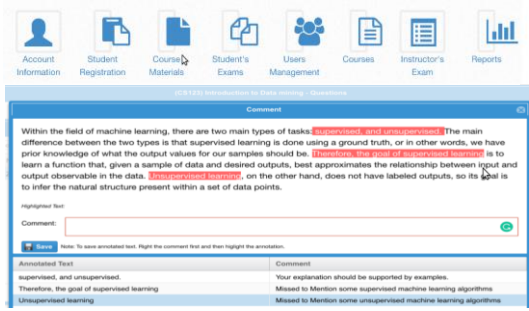 Account Information
Student Registration
Course Materials
Student's Exams
Users Management
Courses
Instructor's Exam
Reports
(CS122) Introduction to Data mining - Questions
Comment
Within the field of machine learning, there are two main types of tasks: supervised, and unsupervised. The main
difference between the two types is that supervised learning is done using a ground truth, or in other words, we have
prior knowledge of what the output values for our samples should be. Therefore, the goal of supervised learning is to
learn a function that, given a sample of data and desired outputs, best approximates the relationship between input and
output observable in the data. Unsupervised learning, on the other hand, does not have labeled outputs, so its goal is
to infer the natural structure present within a set of data points.
Highlighted Text:
Comment:
Save Note: To save annotated text. Right the comment first and then higlight the annotation.
Annotated Text Comment
supervised, and unsupervised. Your explanation should be supported by examples.
Therefore, the goal of supervised learning Missed to Mention some supervised machine learning algorithms
Unsupervised learning Missed to Mention some unsupervised machine learning algorithms